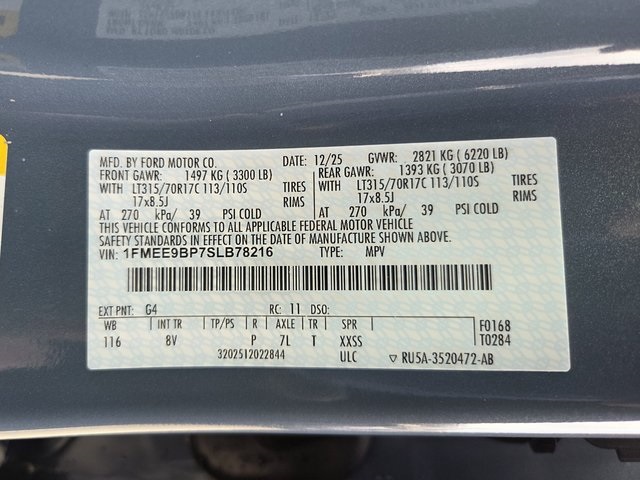 MFD. BY FORD MOTOR CO. DATE: 12/25 GVWR: 2821 KG ( 6220 LB)
FRONT GAWR: 1497 KG ( 3300 LB) REAR GAWR: 1393 KG ( 3070 LB)
WITH LT315/70R17C 113/110S TIRES WITH LT315/70R17C 113/110S TIRES
17x8.5J RIMS 17x8.5J RIMS
AT 270 kPa/ 39 PSI COLD AT 270 kPa/ 39 PSI COLD
THIS VEHICLE CONFORMS TO ALL APPLICABLE FEDERAL MOTOR VEHICLE
SAFETY STANDARDS IN EFFECT ON THE DATE OF MANUFACTURE SHOWN ABOVE.
VIN: 1FMEE9BP7SLB78216 TYPE: MPV
EXT PNT: G4 RC: 11 DSO:
WB INT TR TP/PS R AXLE TR SPR F0168
116 8V P 7L T XXSS T0284
3202512022844 ULC RU5A-3520472-AB